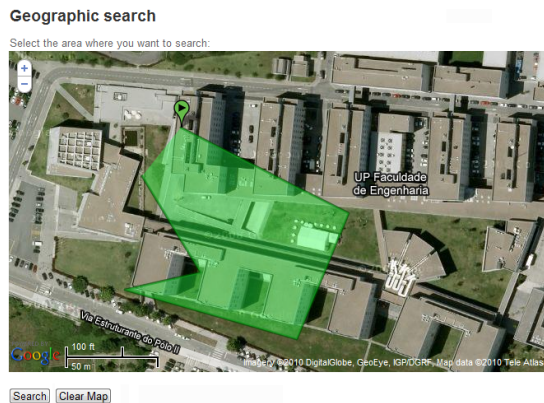 Geographic search
Select the area where you want to search:
+
−
UP Faculdade
de Engenharia
Via Estruturante do Pólo II
Google
100 ft
50 m
Imagery ©2010 DigitalGlobe, GeoEye, IGP/DGRF, Map data ©2010 Tele Atlas
Search Clear Map